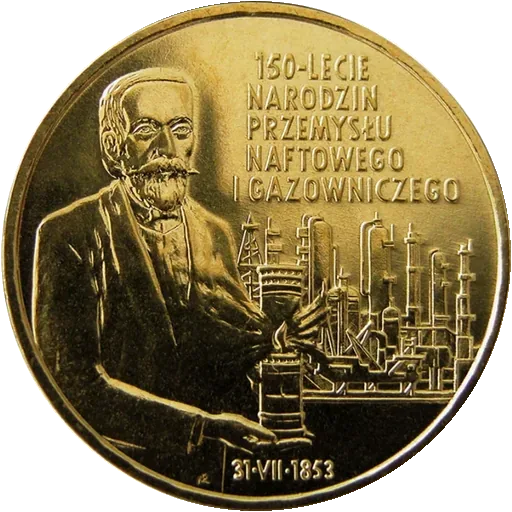 150-LECIE
NARODZIN
PRZEMYSŁU
NAFTOWEGO
I GAZOWNICZEGO
31·VII·1853